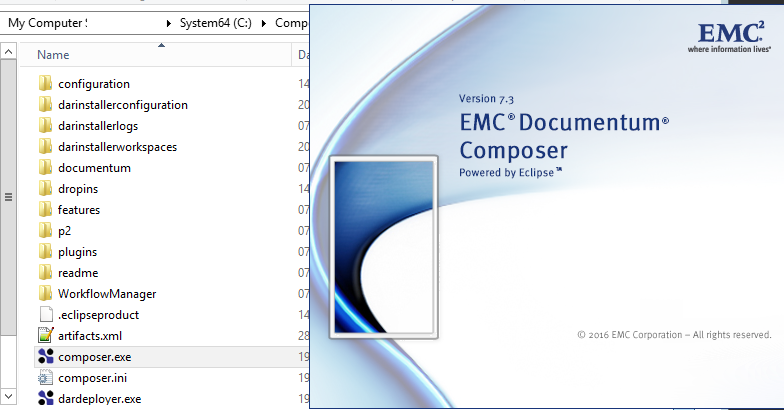 My Computer
System64 (C:)
Compo
Name
Da
configuration
14
darinstallerconfiguration
20
darinstallerlogs
07
darinstallerworkspaces
07
documentum
07
dropins
14
features
07
p2
07
plugins
07
readme
07
WorkflowManager
07
.eclipseproduct
14
artifacts.xml
28
composer.exe
19
composer.ini
19
dardeployer.exe
19
EMC²
where information lives®
Version 7.3
EMC® Documentum®
Composer
Powered by Eclipse™
© 2016 EMC Corporation – All rights reserved.